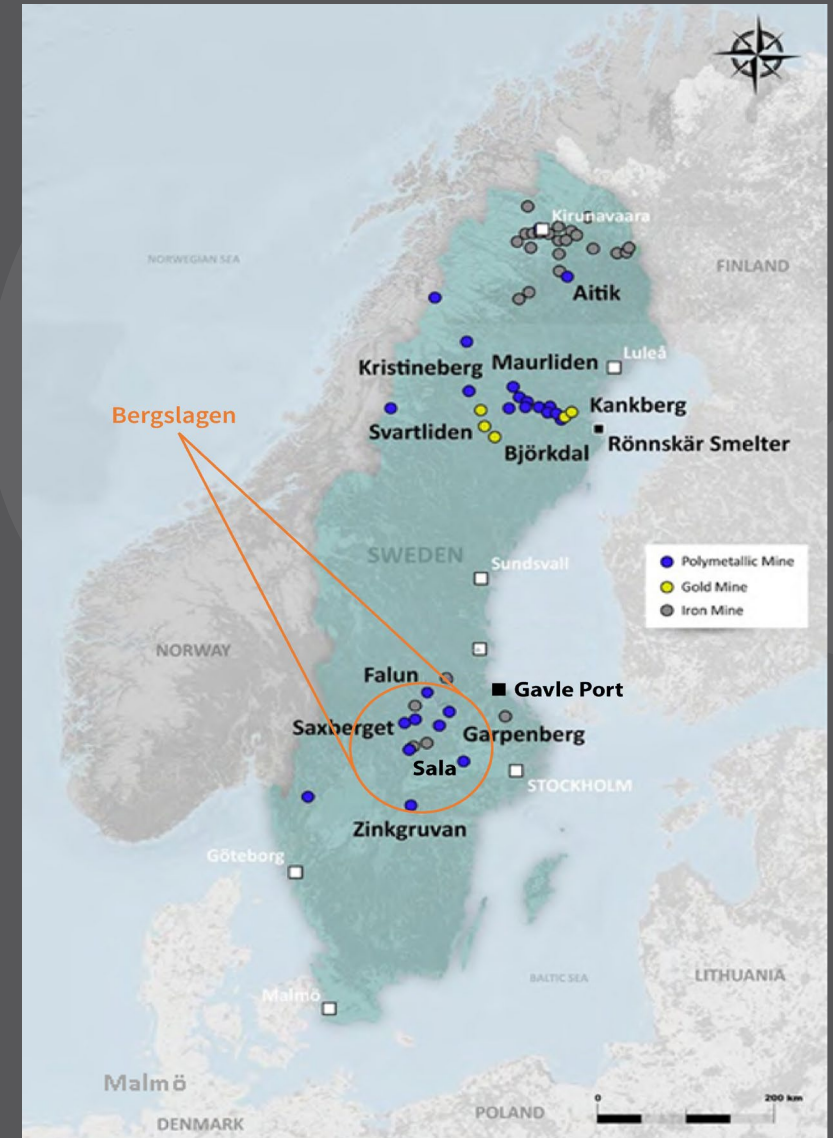 Kirunavaara
NORWEGIAN SEA
FINLAND
Aitik
Luleå
Maurliden
Kristineberg
Kankberg
Bergslagen
Svartliden
Rönnskär Smelter
Björkdal
SWEDEN
Sundsvall
Polymetallic Mine
Gold Mine
Iron Mine
NORWAY
Falun
Gavle Port
Saxberget
Garpenberg
Sala
STOCKHOLM
Zinkgruvan
Göteborg
LITHUANIA
BALTIC SEA
Malmö
Malmö
0
200 km
POLAND
DENMARK